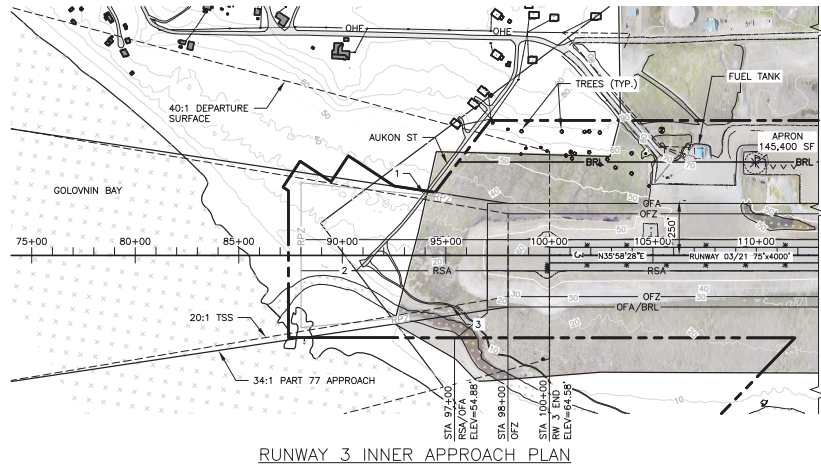 OHE
OHE
40:1 DEPARTURE
SURFACE
TREES (TYP.)
FUEL TANK
AUKON ST
APRON
145,400 SF
BRL
BRL
1
GOLOVNIN BAY
RPZ
OFA
OFZ
250'
RPZ
75+00
80+00
85+00
90+00
95+00
100+00
105+00
110+00
3
N35°58'28"E
RUNWAY 03/21 75'x4000'
2
RSA
RSA
OFZ
OFA/BRL
20:1 TSS
RPZ
3
34:1 PART 77 APPROACH
STA 97+00
RSA/OFA
ELEV=54.88'
STA 98+00
OFZ
STA 100+00
RW 3 END
ELEV=64.58'
RUNWAY 3 INNER APPROACH PLAN